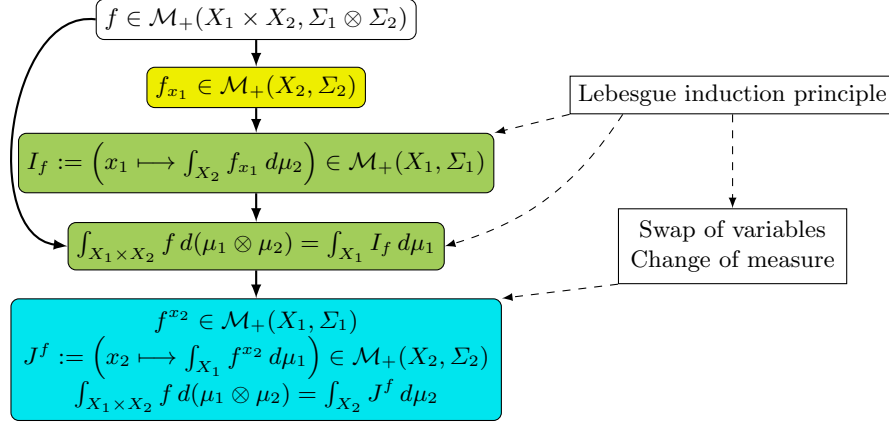 f ∈ ℳ₊(X₁ × X₂, Σ₁ ⊗ Σ₂)
f_{x₁} ∈ ℳ₊(X₂, Σ₂)
Lebesgue induction principle
I_f := (x₁ ⟼ ∫_{X₂} f_{x₁} dμ₂) ∈ ℳ₊(X₁, Σ₁)
∫_{X₁×X₂} f d(μ₁ ⊗ μ₂) = ∫_{X₁} I_f dμ₁
Swap of variables
Change of measure
f^{x₂} ∈ ℳ₊(X₁, Σ₁)
J^f := (x₂ ⟼ ∫_{X₁} f^{x₂} dμ₁) ∈ ℳ₊(X₂, Σ₂)
∫_{X₁×X₂} f d(μ₁ ⊗ μ₂) = ∫_{X₂} J^f dμ₂